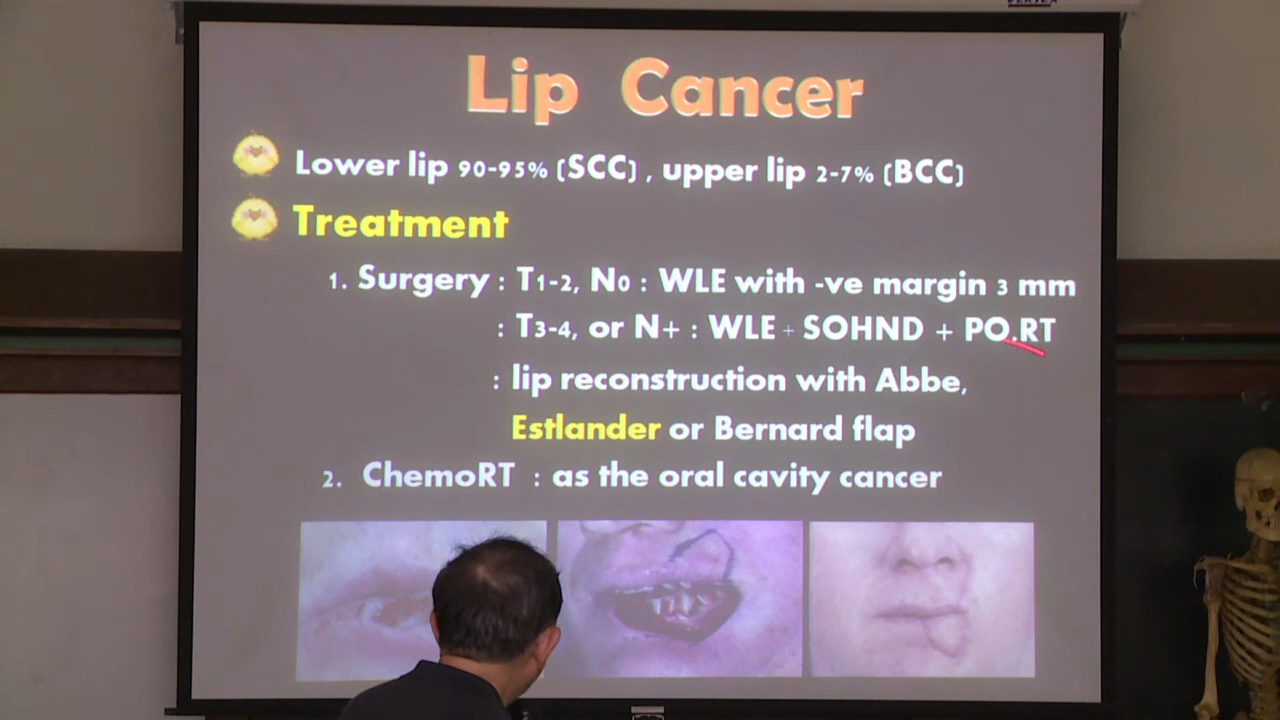 Lip Cancer
Lower lip 90-95% (SCC) , upper lip 2-7% (BCC)
Treatment
1. Surgery : T1-2, N0 : WLE with -ve margin 3 mm
: T3-4, or N+ : WLE + SOHND + PO.RT
: lip reconstruction with Abbe,
Estlander or Bernard flap
2. ChemoRT : as the oral cavity cancer